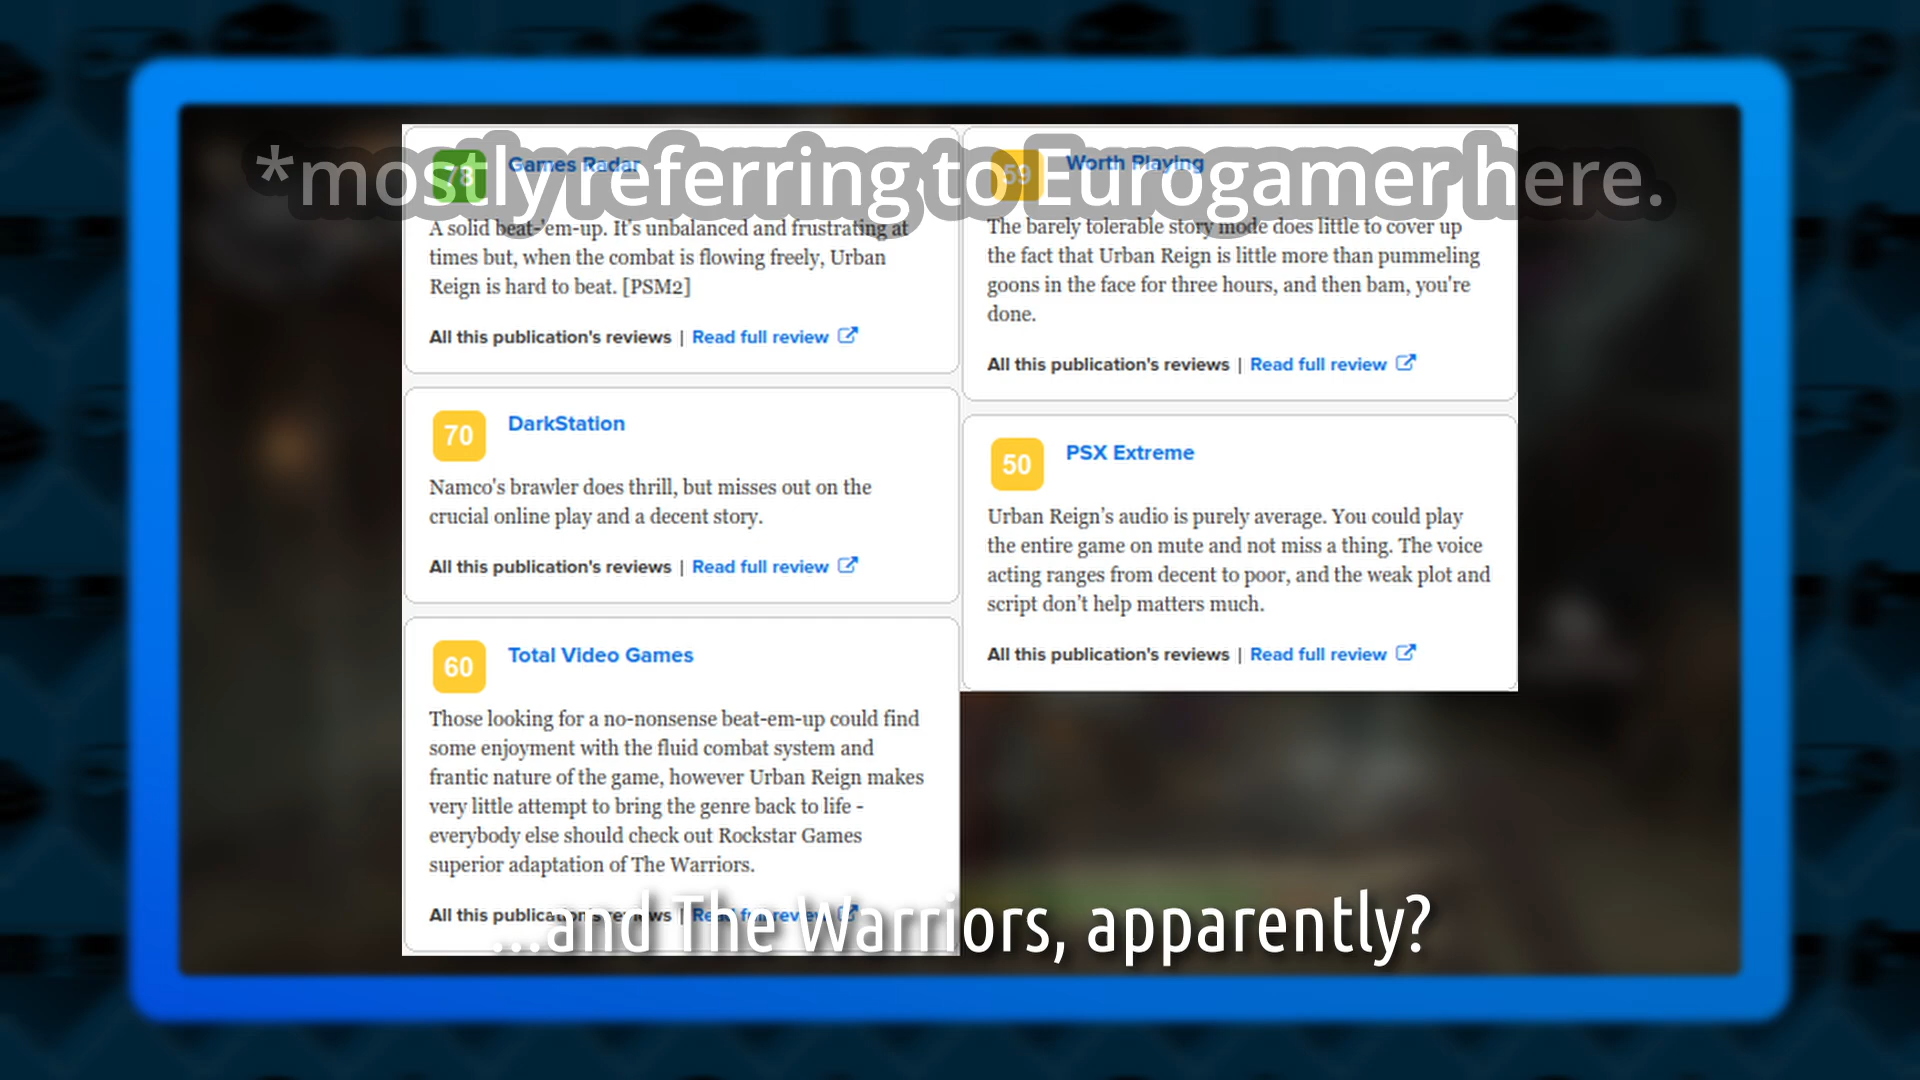 *mostly referring to Eurogamer here.
78
Games Radar
A solid beat-'em-up. It's unbalanced and frustrating at
times but, when the combat is flowing freely, Urban
Reign is hard to beat. [PSM2]
All this publication's reviews | Read full review
70
DarkStation
Namco's brawler does thrill, but misses out on the
crucial online play and a decent story.
All this publication's reviews | Read full review
60
Total Video Games
Those looking for a no-nonsense beat-em-up could find
some enjoyment with the fluid combat system and
frantic nature of the game, however Urban Reign makes
very little attempt to bring the genre back to life -
everybody else should check out Rockstar Games
superior adaptation of The Warriors.
All this publication's reviews | Read full review
59
Worth Playing
The barely tolerable story mode does little to cover up
the fact that Urban Reign is little more than pummeling
goons in the face for three hours, and then bam, you're
done.
All this publication's reviews | Read full review
50
PSX Extreme
Urban Reign's audio is purely average. You could play
the entire game on mute and not miss a thing. The voice
acting ranges from decent to poor, and the weak plot and
script don't help matters much.
All this publication's reviews | Read full review
...and The Warriors, apparently?